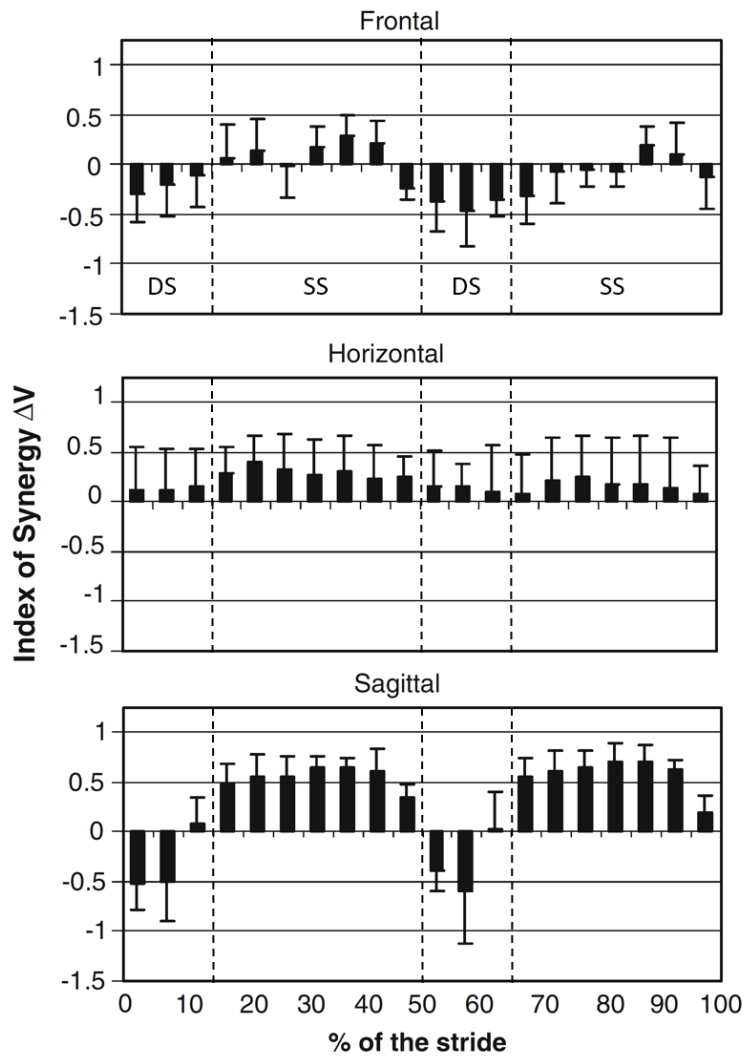 Frontal
1
0.5
0
-0.5
-1
-1.5
DS SS DS SS
Horizontal
1
0.5
0
-0.5
-1
-1.5
Index of Synergy ΔV
Sagittal
1
0.5
0
-0.5
-1
-1.5
0 10 20 30 40 50 60 70 80 90 100
% of the stride